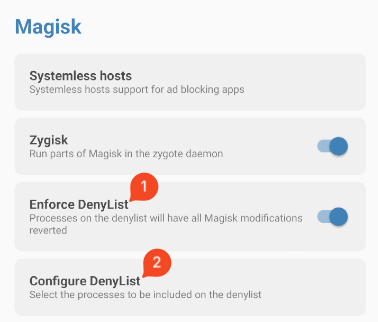 Magisk
Systemless hosts
Systemless hosts support for ad blocking apps
Zygisk
Run parts of Magisk in the zygote daemon
1
Enforce DenyList
Processes on the denylist will have all Magisk modifications
reverted
2
Configure DenyList
Select the processes to be included on the denylist